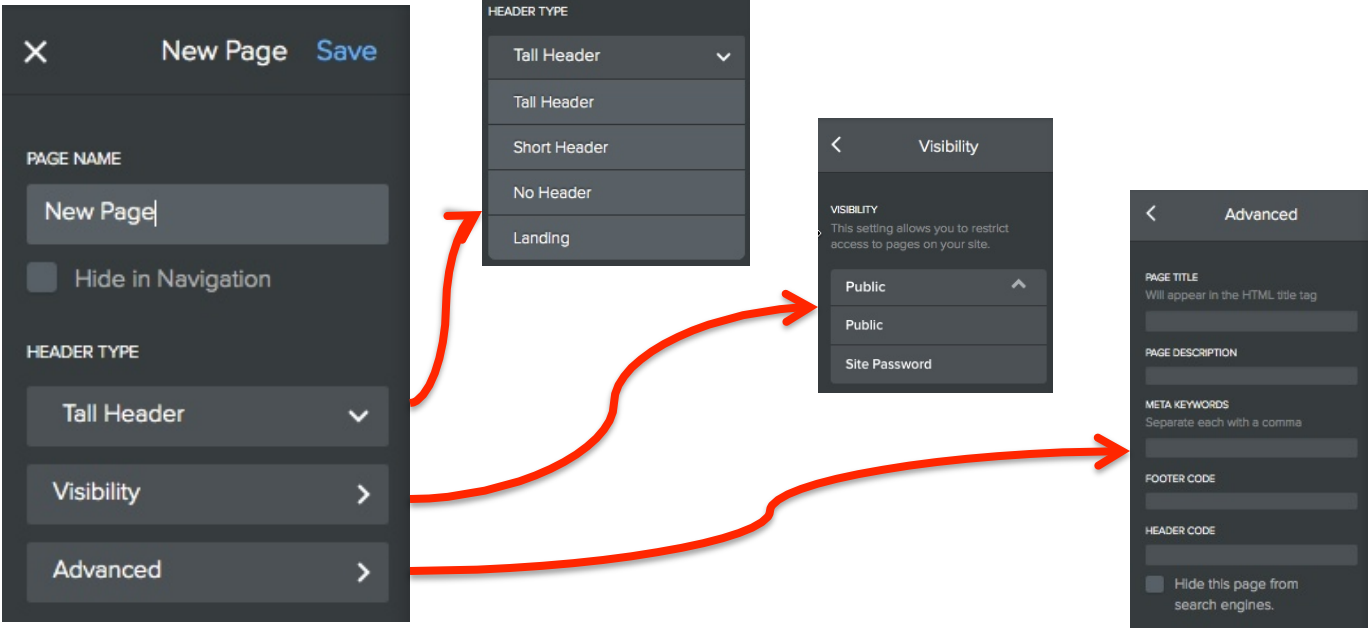 New Page Save
PAGE NAME
New Page
Hide in Navigation
HEADER TYPE
Tall Header
Visibility
Advanced
HEADER TYPE
Tall Header
Tall Header
Short Header
No Header
Landing
Visibility
VISIBILITY
This setting allows you to restrict
access to pages on your site.
Public
Public
Site Password
Advanced
PAGE TITLE
Will appear in the HTML title tag
PAGE DESCRIPTION
META KEYWORDS
Separate each with a comma
FOOTER CODE
HEADER CODE
Hide this page from
search engines.